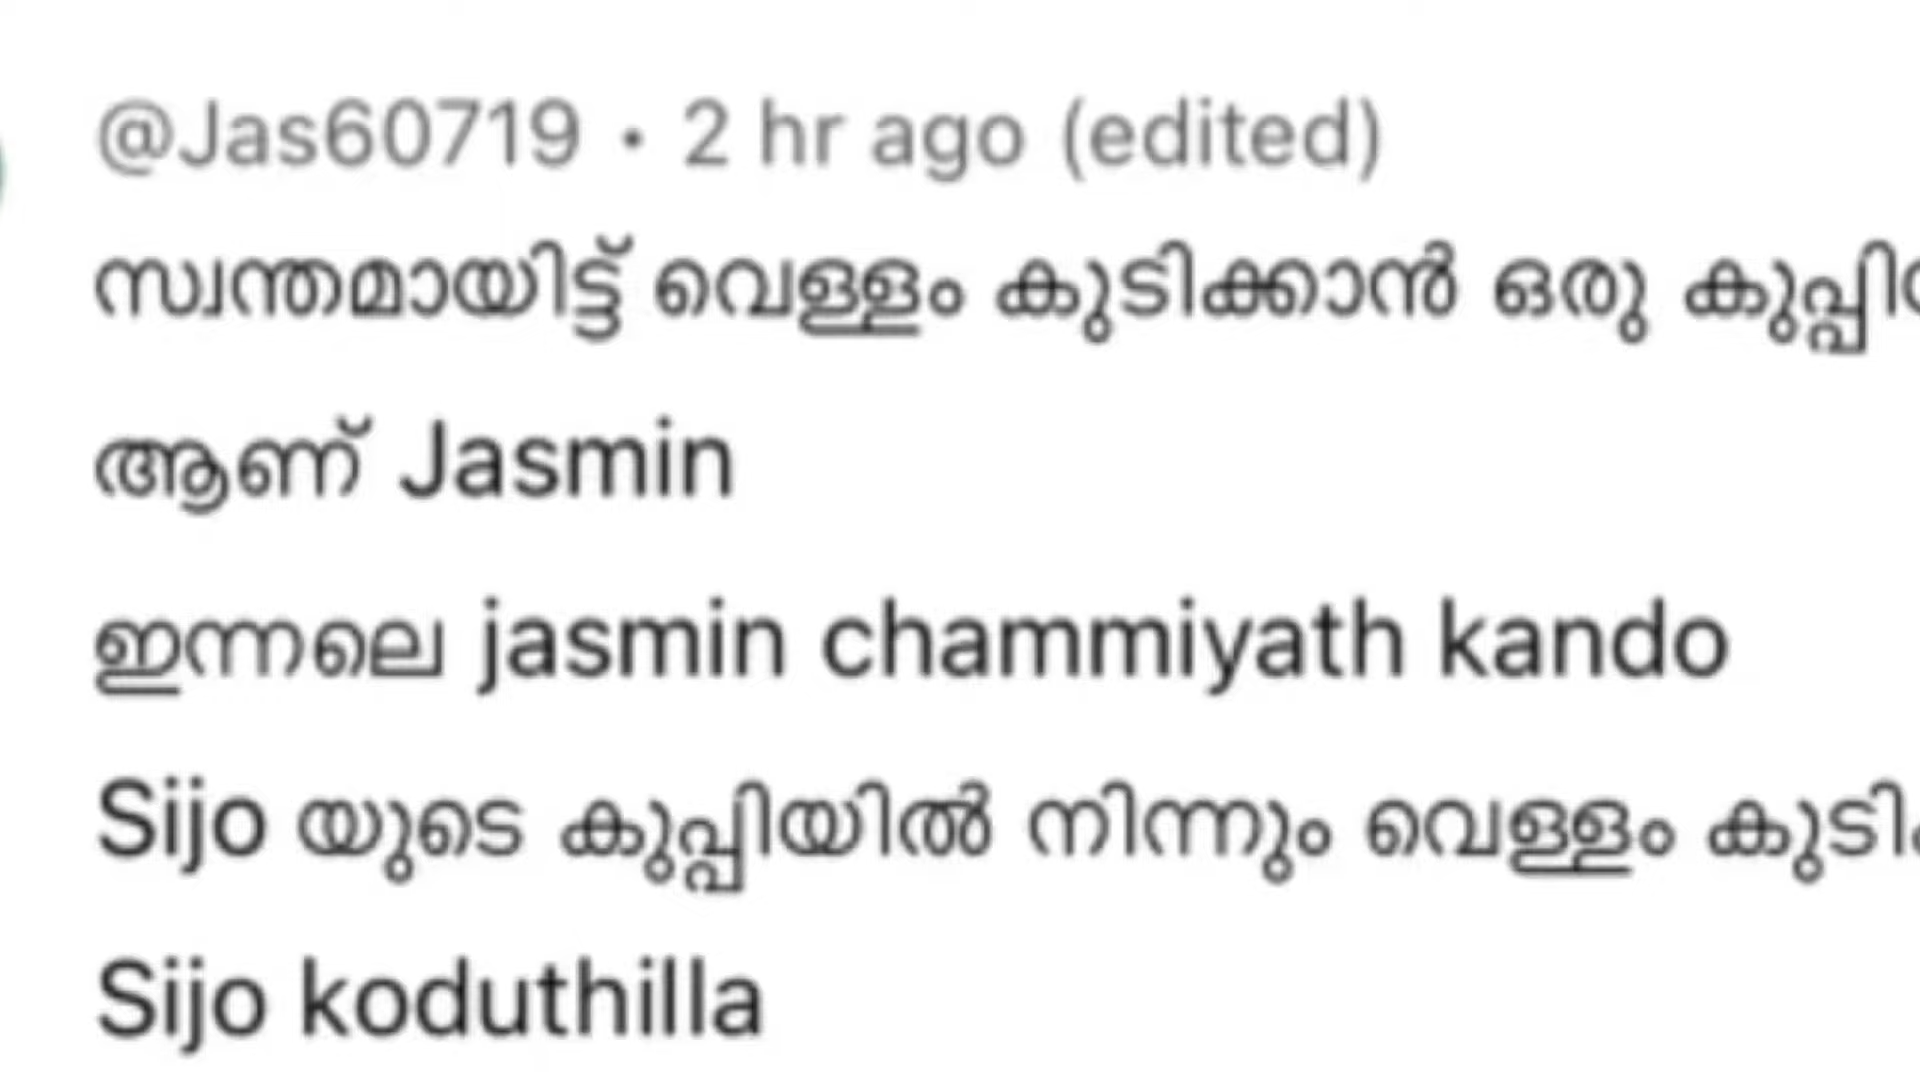 @Jas60719 • 2 hr ago (edited)
സ്വന്തമായിട്ട് വെള്ളം കുടിക്കാൻ ഒരു
ആണ് Jasmin
ഇന്നലെ jasmin chammiyath kando
Sijo യുടെ കുപ്പിയിൽ നിന്നും വെള്ളം
Sijo koduthilla